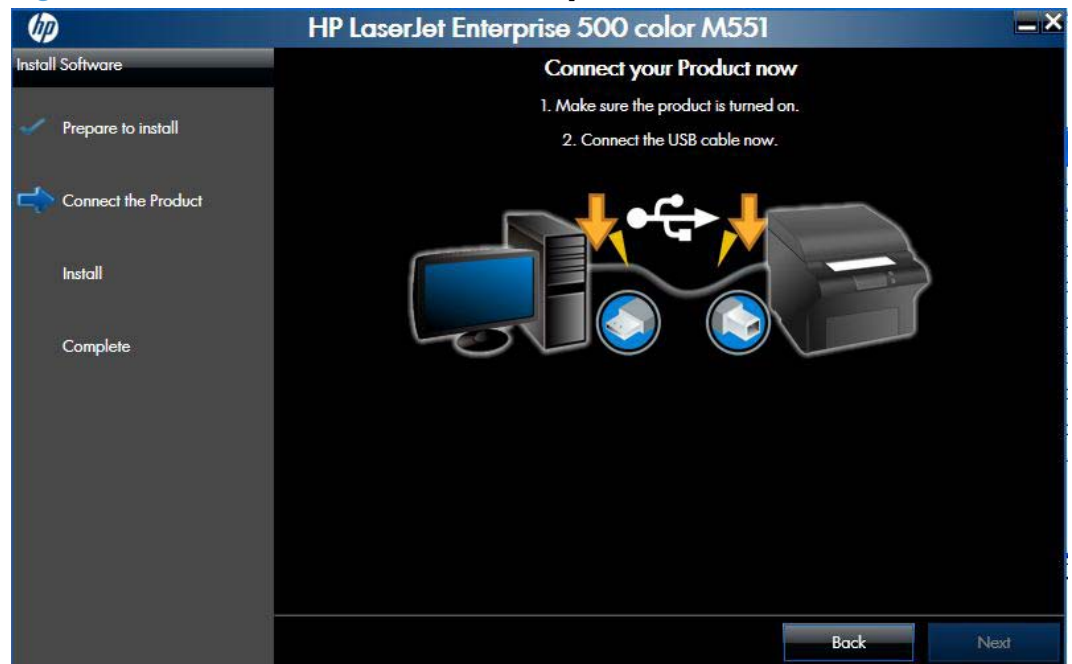 hp
HP LaserJet Enterprise 500 color M551
Install Software
Prepare to install
Connect the Product
Install
Complete
Connect your Product now
1. Make sure the product is turned on.
2. Connect the USB cable now.
Back
Next